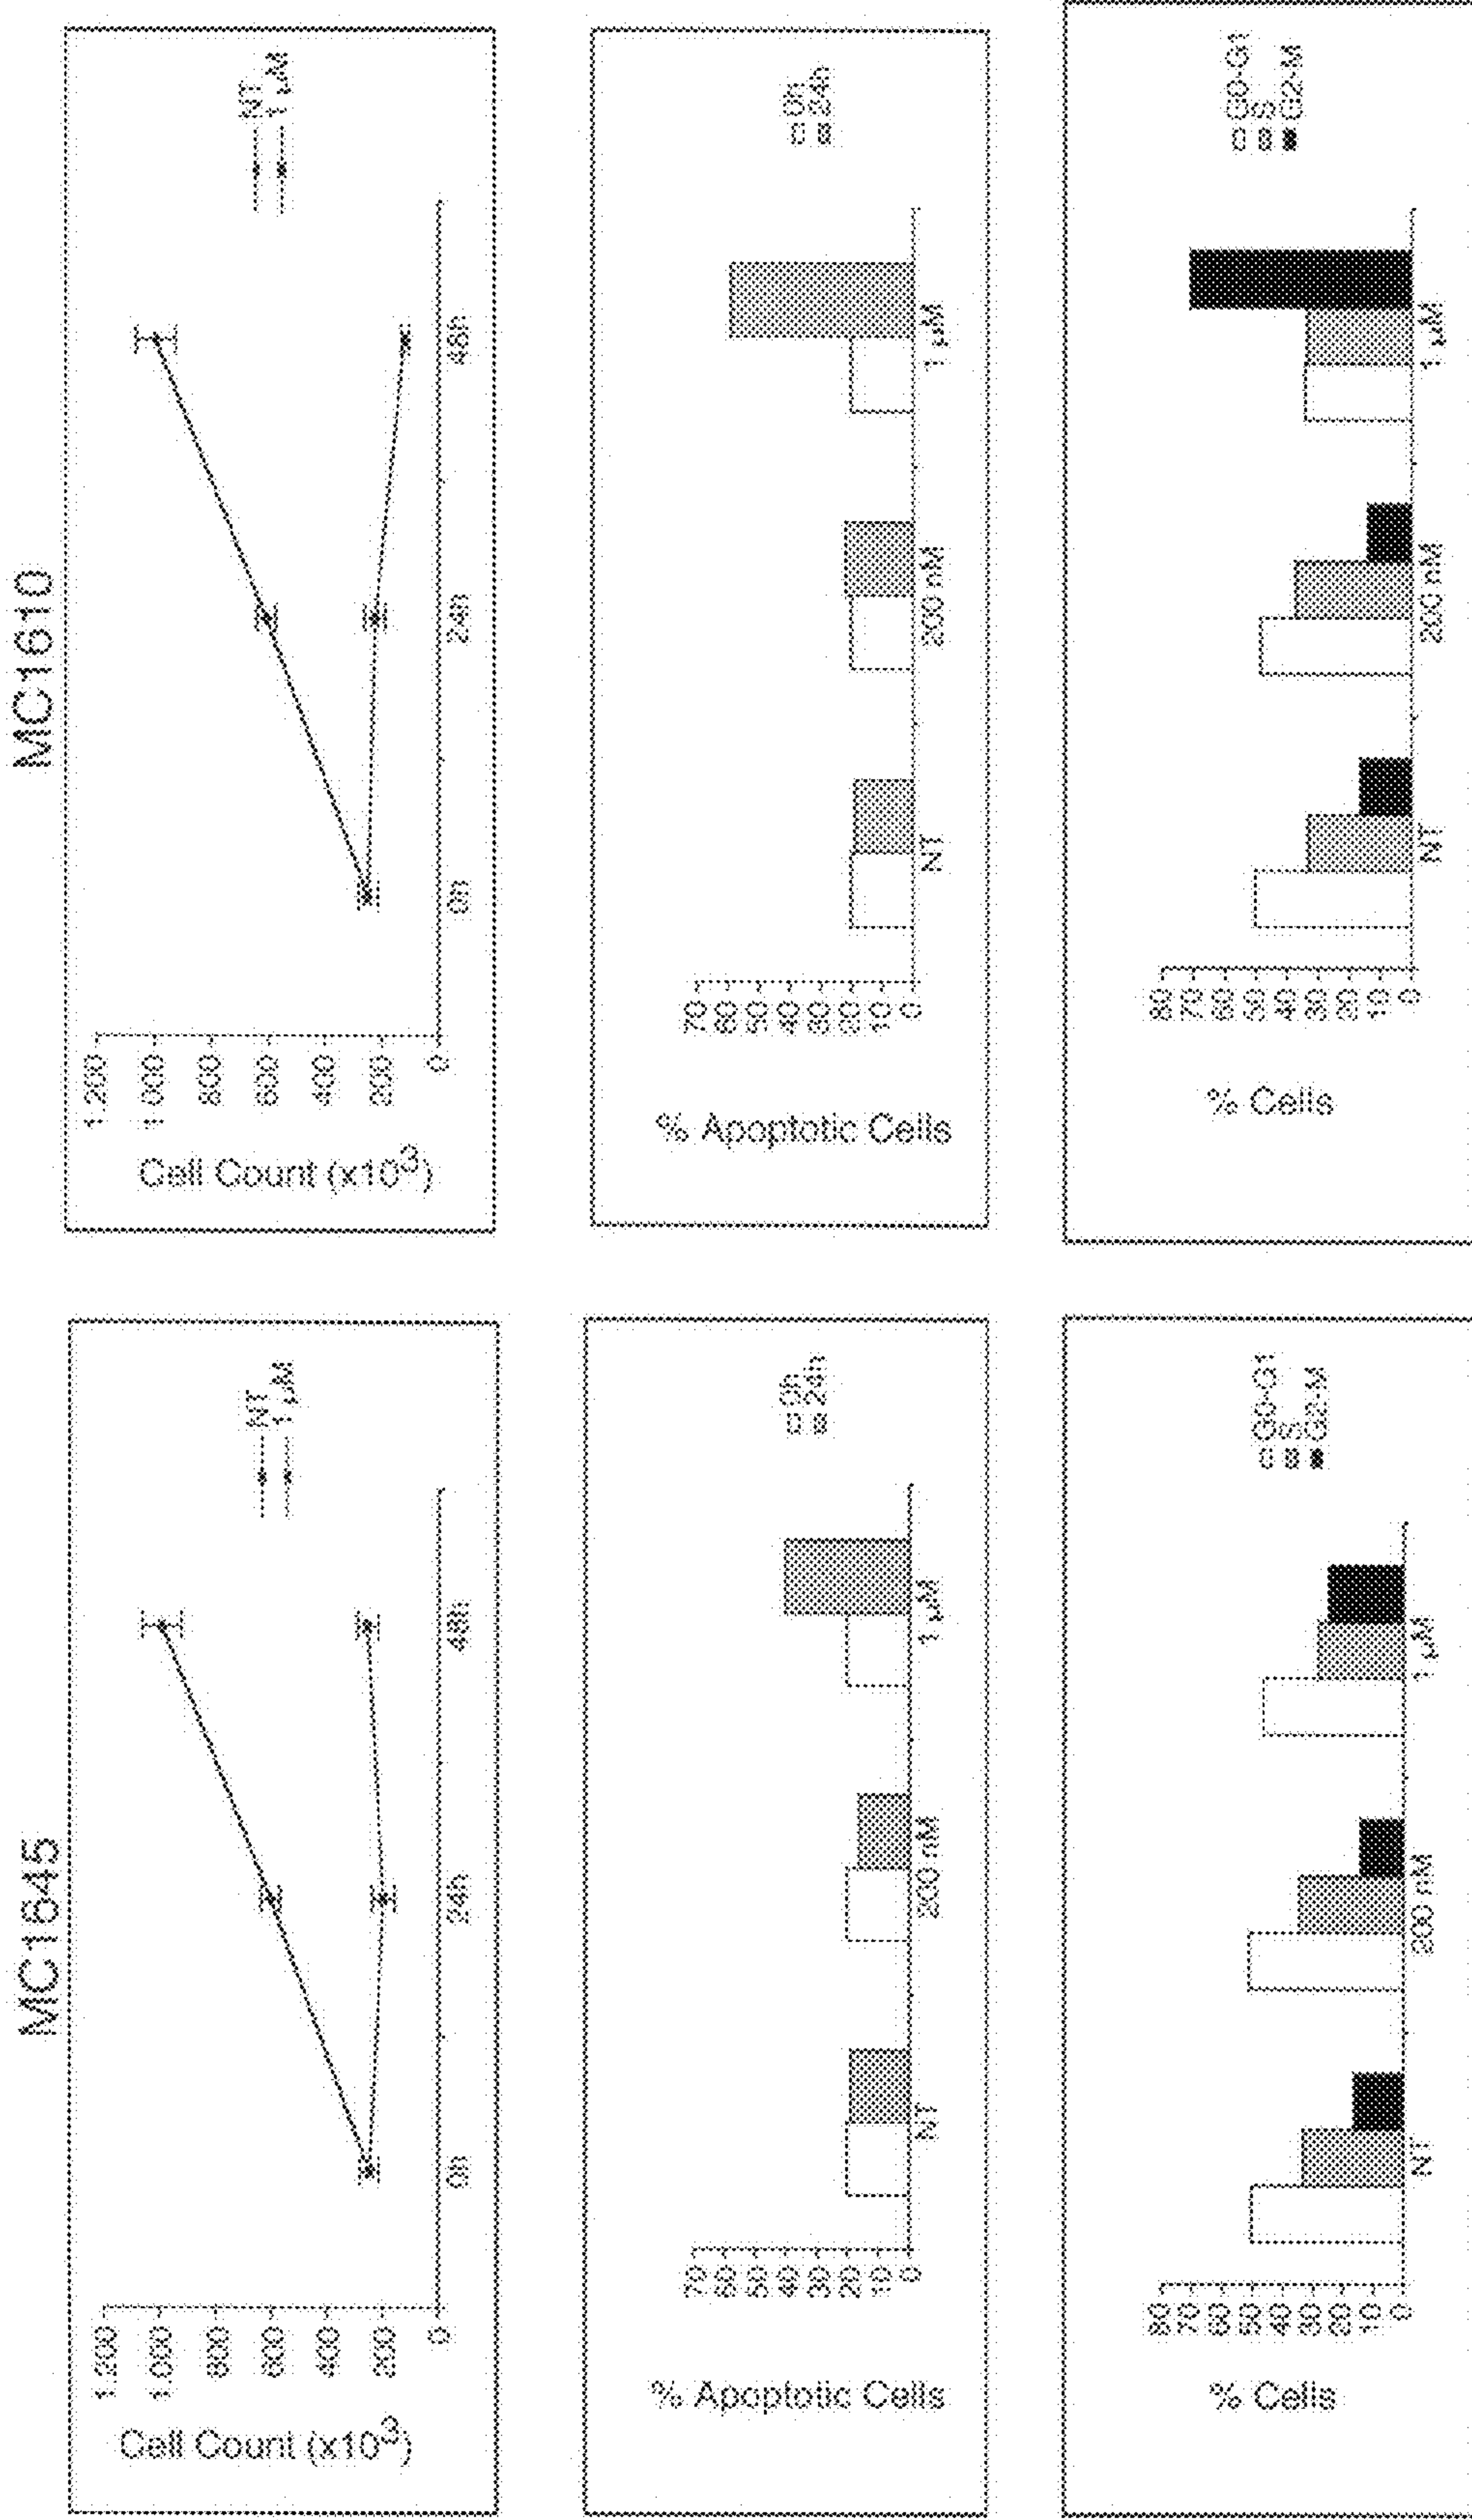 MC1645
Cell Count (x10³)
1.200
1.000
800
600
400
200
0
0h
24h
48h
NT
1 µM
% Apoptotic Cells
70
60
50
40
30
20
10
0
NT
200 nM
1 µM
0h
24h
% Cells
80
70
60
50
40
30
20
10
0
NT
200 nM
1 µM
G0-G1
S
G2-M
MC1610
Cell Count (x10³)
1.200
1.000
800
600
400
200
0
0h
24h
48h
NT
1 µM
% Apoptotic Cells
70
60
50
40
30
20
10
0
NT
200 nM
1 µM
0h
24h
% Cells
80
70
60
50
40
30
20
10
0
NT
200 nM
1 µM
G0-G1
S
G2-M